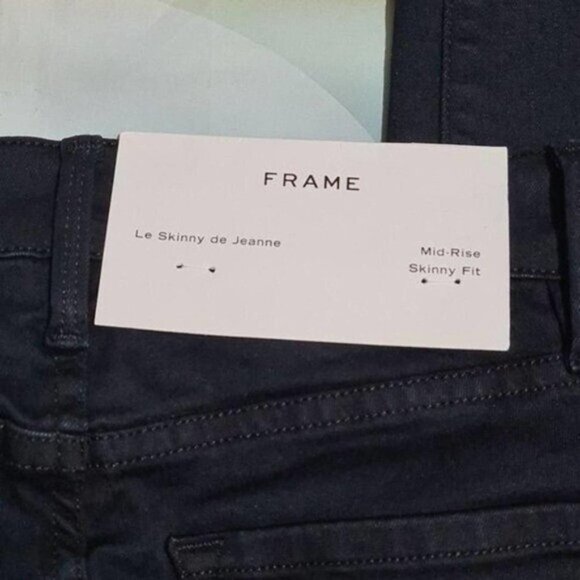 FRAME
Le Skinny de Jeanne
Mid-Rise
Skinny Fit